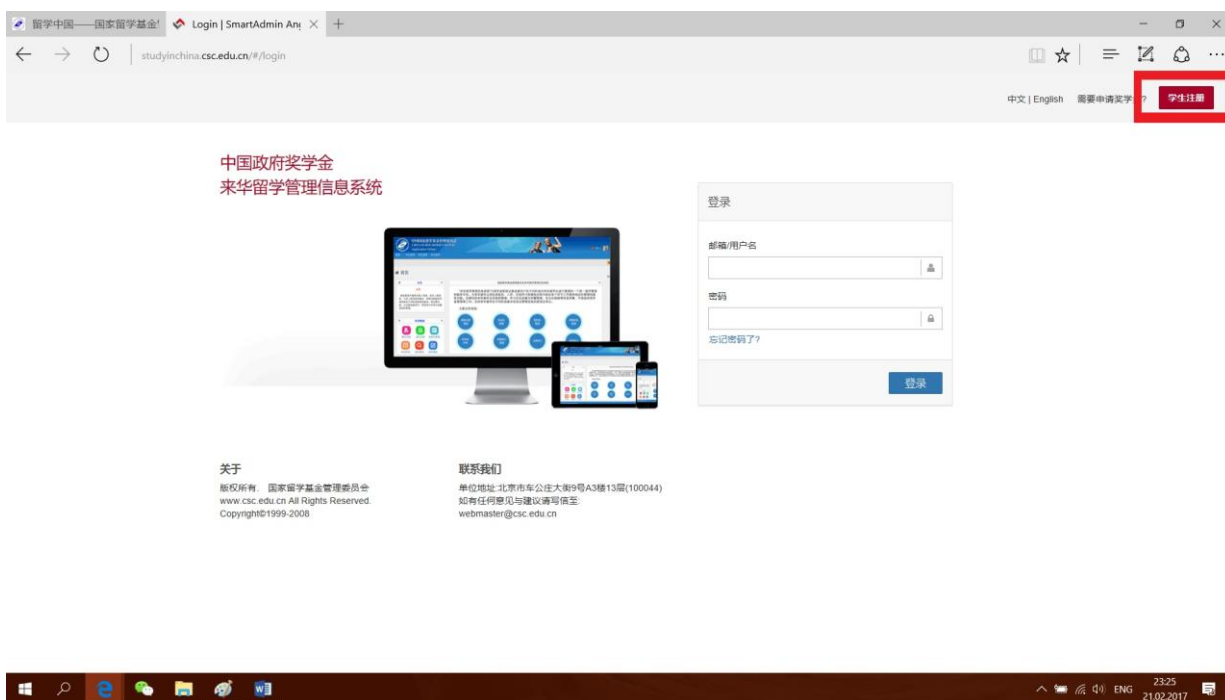 留学中国——国家留学基金
Login | SmartAdmin Ang
studyinchina.csc.edu.cn/#/login
中文 | English 需要申请奖学 ? 学生注册
中国政府奖学金
来华留学管理信息系统
登录
邮箱/用户名
密码
忘记密码了?
登录
关于
版权所有. 国家留学基金管理委员会
www.csc.edu.cn All Rights Reserved.
Copyright©1999-2008
联系我们
单位地址:北京市车公庄大街9号A3楼13层(100044)
如有任何意见与建议请写信至:
webmaster@csc.edu.cn
ENG
23:25
21.02.2017